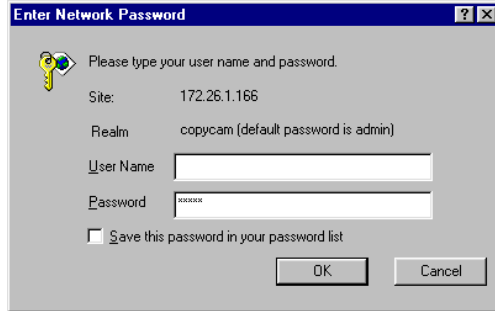 Enter Network Password
Please type your user name and password.
Site: 172.26.1.166
Realm copycam (default password is admin)
User Name
Password xxxxx
Save this password in your password list
OK Cancel